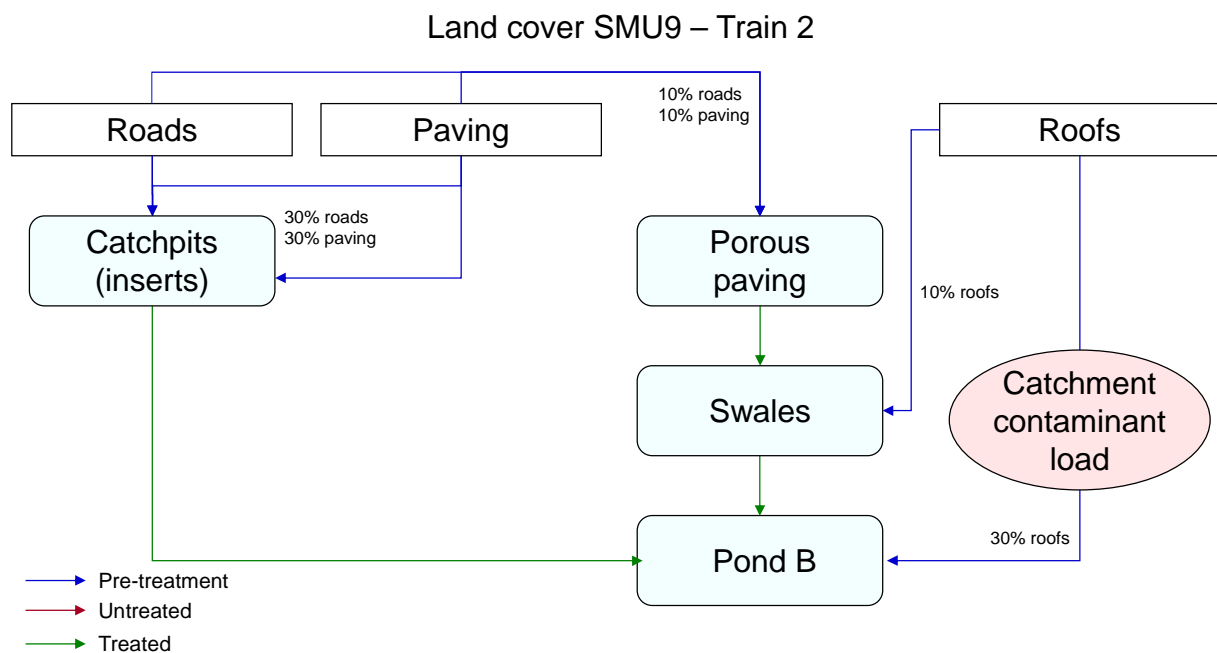 Land cover SMU9 – Train 2
10% roads
10% paving
Roads
Paving
Roofs
30% roads
30% paving
Catchpits
(inserts)
Porous
paving
10% roofs
Catchment
contaminant
load
Swales
30% roofs
Pond B
Pre-treatment
Untreated
Treated